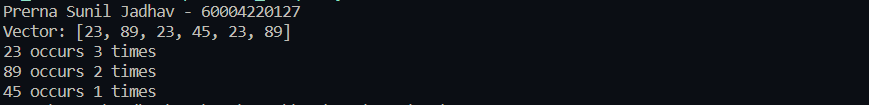 Prerna Sunil Jadhav - 60004220127
Vector: [23, 89, 23, 45, 23, 89]
23 occurs 3 times
89 occurs 2 times
45 occurs 1 times